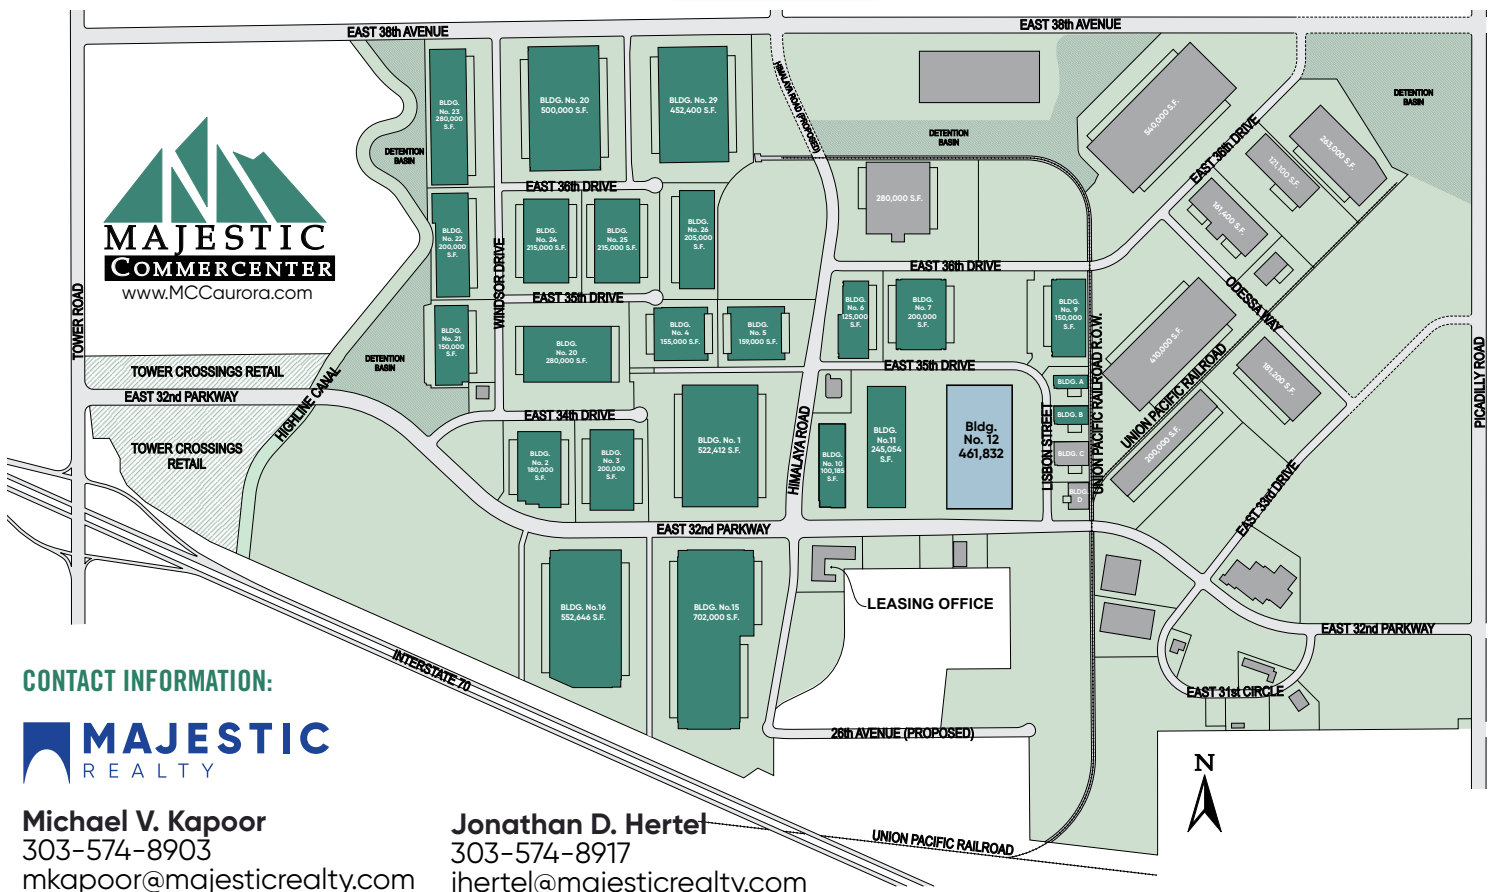 EAST 38th AVENUE
EAST 38th AVENUE
HIMALAYA ROAD (PROPOSED)
BLDG.
No. 23
280,000
S.F.
BLDG. No. 20
500,000 S.F.
BLDG. No. 29
452,400 S.F.
540,000 S.F.
DETENTION
BASIN
DETENTION
BASIN
DETENTION
BASIN
EAST 36th DRIVE
121,100 S.F.
263,000 S.F.
MAJESTIC
COMMERCENTER
www.MCCaurora.com
EAST 36th DRIVE
280,000 S.F.
161,400 S.F.
BLDG.
No. 22
200,000
S.F.
WINDSOR DRIVE
BLDG.
No. 24
215,000 S.F.
BLDG.
No. 25
215,000 S.F.
BLDG.
No. 26
205,000
S.F.
EAST 36th DRIVE
ODESSA WAY
TOWER ROAD
EAST 35th DRIVE
BLDG.
No. 21
150,000
S.F.
BLDG.
No. 20
280,000 S.F.
BLDG.
No. 4
155,000 S.F.
BLDG.
No. 5
159,000 S.F.
BLDG.
No. 6
125,000
S.F.
BLDG.
No. 7
200,000
S.F.
BLDG.
No. 9
150,000
S.F.
410,000 S.F.
181,200 S.F.
PICADILLY ROAD
DETENTION
BASIN
EAST 35th DRIVE
UNION PACIFIC RAILROAD R.O.W.
UNION PACIFIC RAILROAD
TOWER CROSSINGS RETAIL
EAST 32nd PARKWAY
HIGHLINE CANAL
TOWER CROSSINGS
RETAIL
EAST 34th DRIVE
BLDG. A
BLDG. B
BLDG. C
BLDG.
D
LISBON STREET
200,000 S.F.
BLDG.
No. 2
180,000
S.F.
BLDG.
No. 3
200,000
S.F.
BLDG. No. 1
522,412 S.F.
HIMALAYA ROAD
BLDG.
No. 10
100,185
S.F.
BLDG.
No.11
245,054
S.F.
Bldg.
No. 12
461,832
EAST 33rd DRIVE
EAST 32nd PARKWAY
BLDG. No.16
552,646 S.F.
BLDG. No.15
702,000 S.F.
LEASING OFFICE
EAST 32nd PARKWAY
INTERSTATE 70
EAST 31st CIRCLE
26th AVENUE (PROPOSED)
N
UNION PACIFIC RAILROAD
CONTACT INFORMATION:
MAJESTIC
REALTY
Michael V. Kapoor
303-574-8903
mkapoor@majesticrealty.com
Jonathan D. Hertel
303-574-8917
jhertel@majesticrealty.com